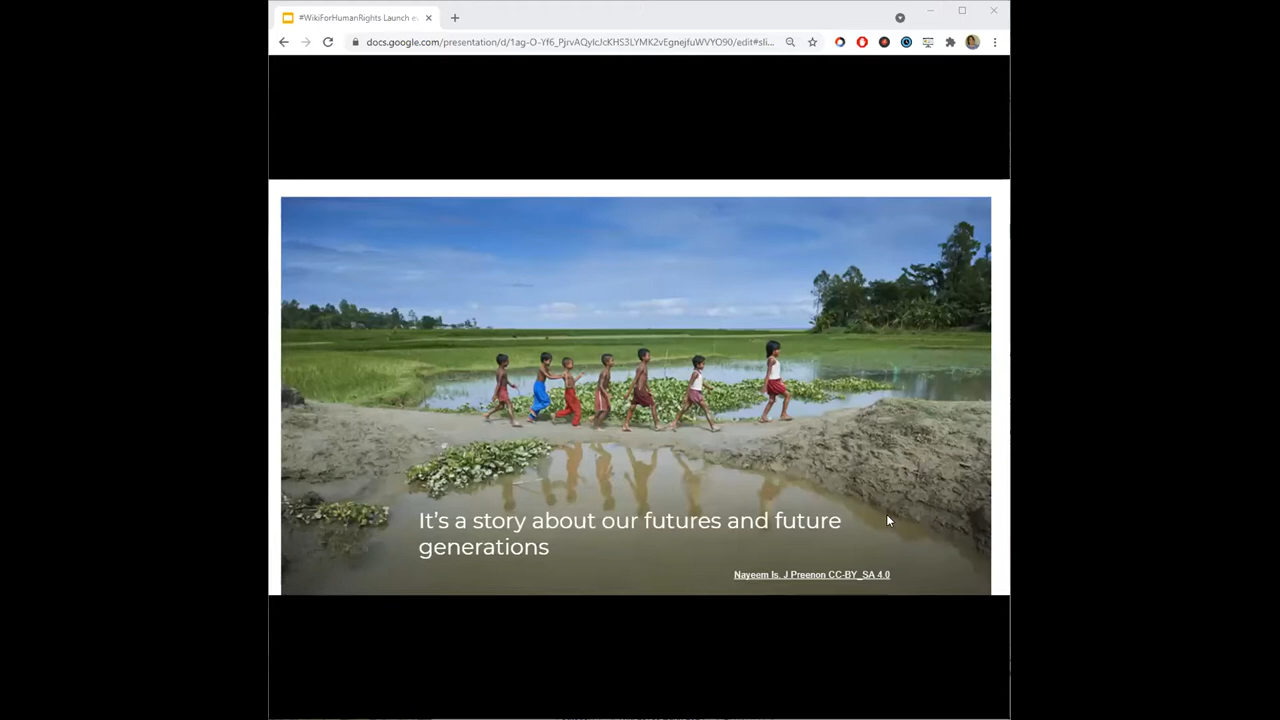 #WikiForHumanRights Launch e
docs.google.com/presentation/d/1ag-O-Yf6_PjrvAQylcJcKHS3LYMK2vEgnejfuWVYO90/edit#sli...
It's a story about our futures and future
generations
Nayeem Is. J Preenon CC-BY_SA 4.0